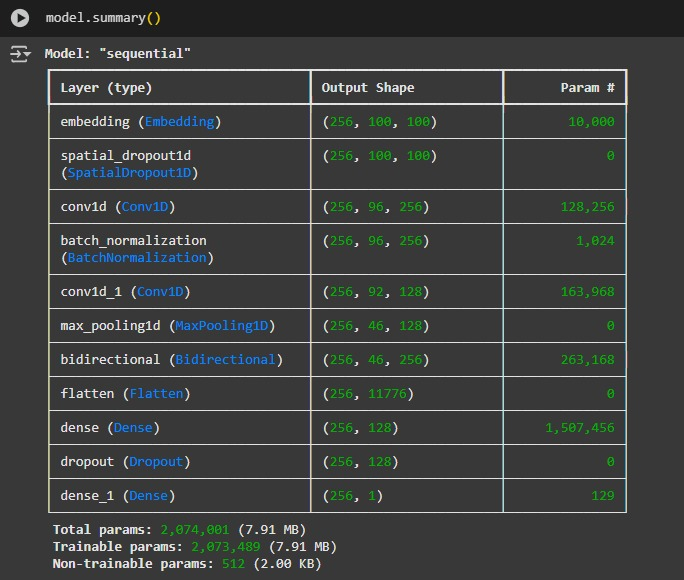 model.summary()
Model: "sequential"
Layer (type) Output Shape Param #
embedding (Embedding) (256, 100, 100) 10,000
spatial_dropout1d (256, 100, 100) 0
(SpatialDropout1D)
conv1d (Conv1D) (256, 96, 256) 128,256
batch_normalization (256, 96, 256) 1,024
(BatchNormalization)
conv1d_1 (Conv1D) (256, 92, 128) 163,968
max_pooling1d (MaxPooling1D) (256, 46, 128) 0
bidirectional (Bidirectional) (256, 46, 256) 263,168
flatten (Flatten) (256, 11776) 0
dense (Dense) (256, 128) 1,507,456
dropout (Dropout) (256, 128) 0
dense_1 (Dense) (256, 1) 129
Total params: 2,074,001 (7.91 MB)
Trainable params: 2,073,489 (7.91 MB)
Non-trainable params: 512 (2.00 KB)